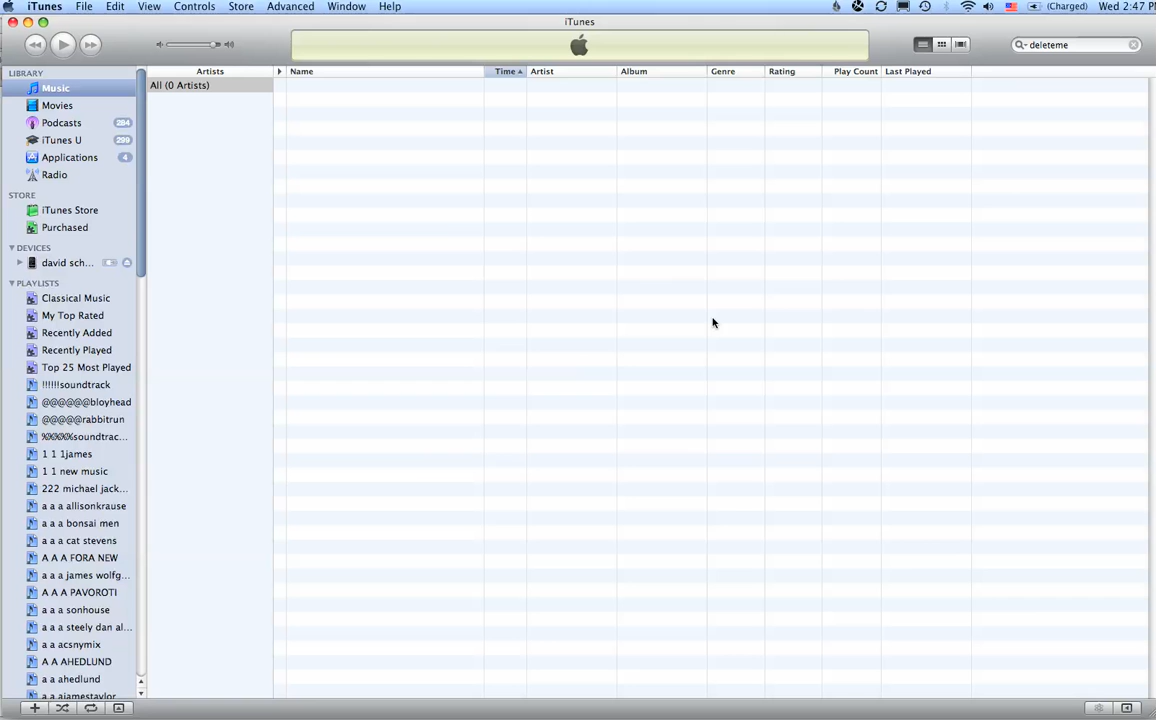 iTunes File Edit View Controls Store Advanced Window Help (Charged) Wed 2:47 P
iTunes
deleteme
LIBRARY
Music
Movies
Podcasts 284
iTunes U 299
Applications 4
Radio
STORE
iTunes Store
Purchased
DEVICES
david sch...
PLAYLISTS
Classical Music
My Top Rated
Recently Added
Recently Played
Top 25 Most Played
!!!!!!soundtrack
@@@@@@bloyhead
@@@@@rabbitrun
%%%%soundtrac...
1 1 1james
1 1 new music
222 michael jack...
a a a allisonkrause
a a a bonsai men
a a a cat stevens
A A A FORA NEW
a a a james wolfg...
A A A PAVOROTI
a a a sonhouse
a a a steely dan al...
a a acsnymix
A A AHEDLUND
a a ahedlund
a a ajamestaylor
Artists
All (0 Artists)
Name Time Artist Album Genre Rating Play Count Last Played